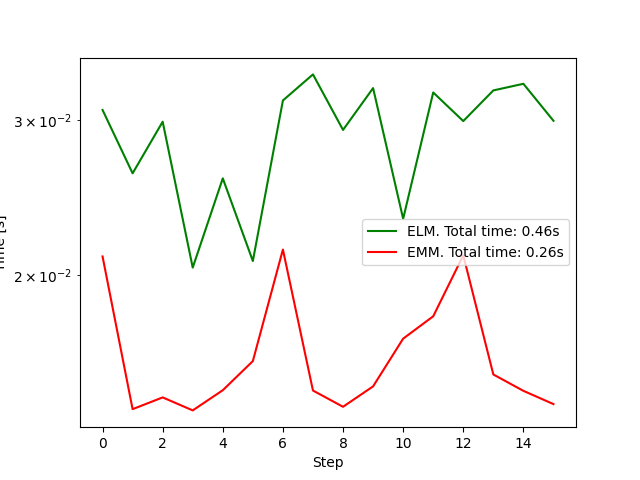 3 × 10⁻²
2 × 10⁻²
Time [s]
ELM. Total time: 0.46s
EMM. Total time: 0.26s
0 2 4 6 8 10 12 14
Step